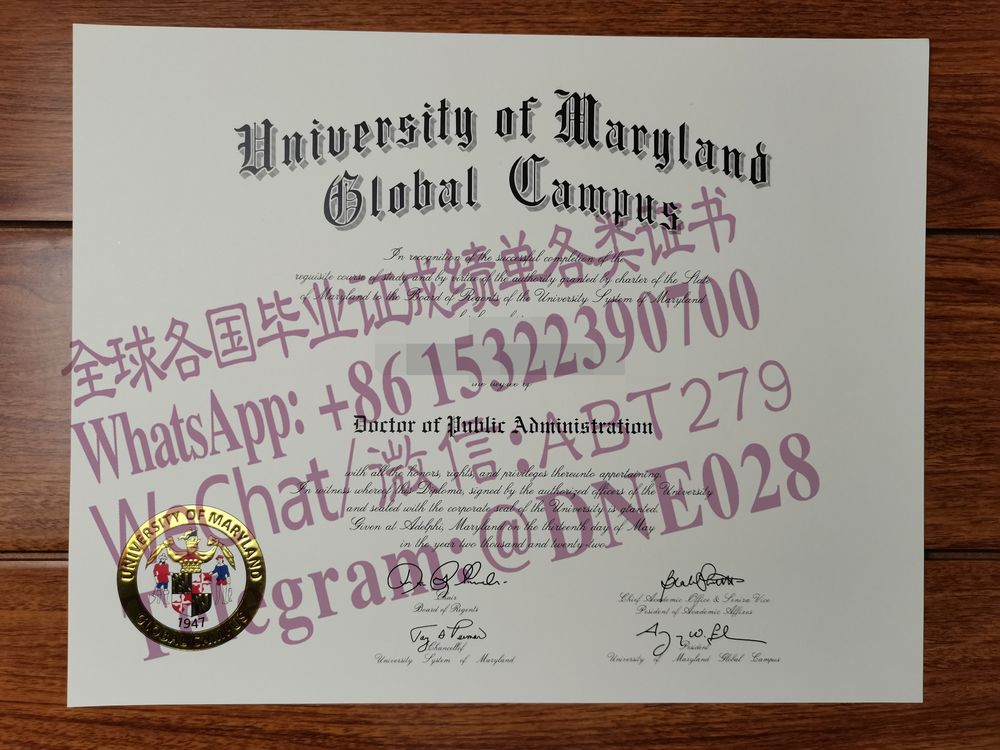 University of Maryland
Global Campus
In recognition of the successful completion of the
requisite course of study and by virtue of the authority granted by charter of the State
of Maryland to the Board of Regents of the University System of Maryland
全球各国毕业证成绩单各类证书
WhatsApp: +86 15322390700
Doctor of Public Administration
WeChat/微信:ABT279
with all the honors, rights, and privileges thereunto appertaining.
In witness whereof this Diploma, signed by the authorized officers of the University
and sealed with the corporate seal of the University is granted.
Given at Adelphi, Maryland on the thirteenth day of May
in the year two thousand and twenty-two.
Telegram:@BNE028
UNIVERSITY OF MARYLAND
1947
GLOBAL CAMPUS
Chair
Board of Regents
Chief Academic Office & Senira Vice
President of Academic Affires
Chancellor
University System of Maryland
President
University of Maryland Global Campus